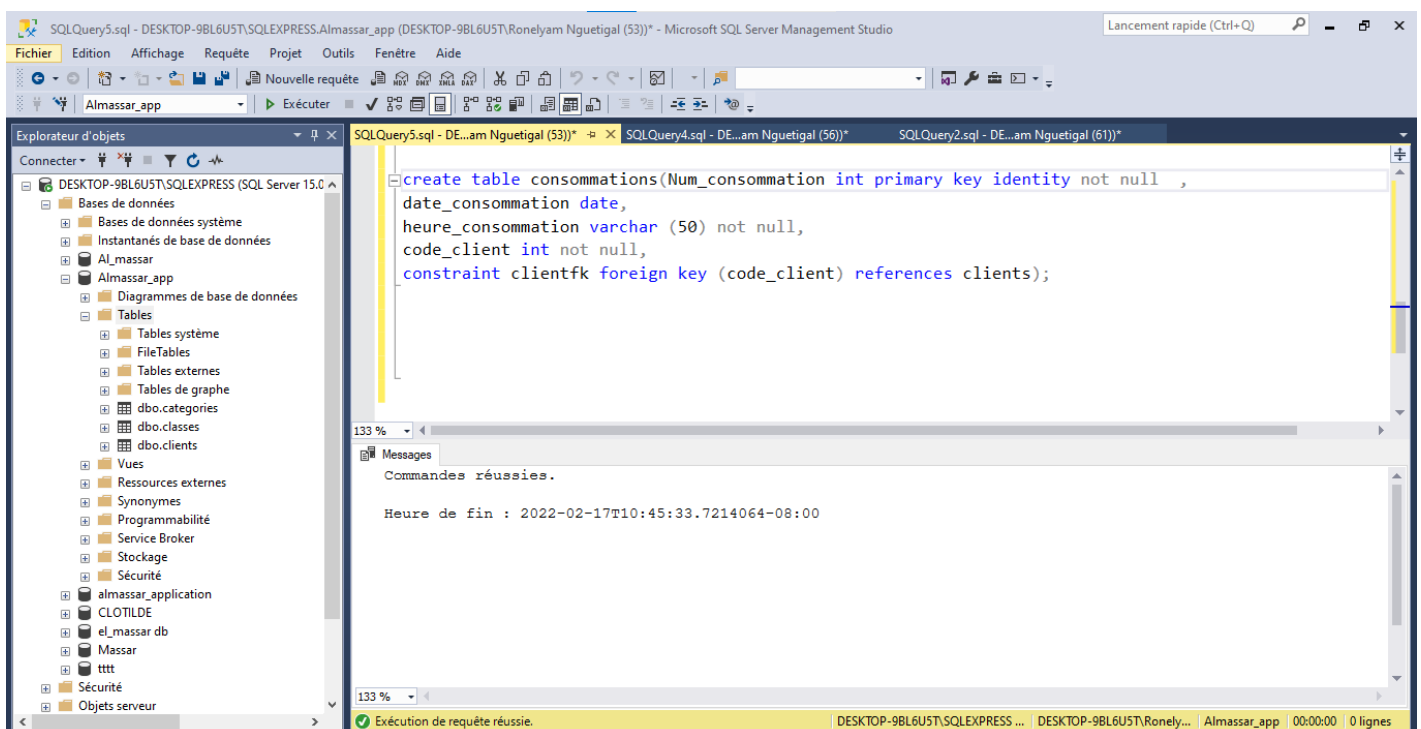 SQLQuery5.sql - DESKTOP-9BL6U5T\SQLEXPRESS.Almassar_app (DESKTOP-9BL6U5T\Ronelyam Nguetigal (53))* - Microsoft SQL Server Management Studio
Lancement rapide (Ctrl+Q)
Fichier Edition Affichage Requête Projet Outils Fenêtre Aide
Nouvelle requête
Almassar_app Exécuter
Explorateur d'objets
SQLQuery5.sql - DE...am Nguetigal (53))* SQLQuery4.sql - DE...am Nguetigal (56))* SQLQuery2.sql - DE...am Nguetigal (61))*
Connecter
DESKTOP-9BL6U5T\SQLEXPRESS (SQL Server 15.0
Bases de données
Bases de données système
Instantanés de base de données
Al_massar
Almassar_app
Diagrammes de base de données
Tables
Tables système
FileTables
Tables externes
Tables de graphe
dbo.categories
dbo.classes
dbo.clients
Vues
Ressources externes
Synonymes
Programmabilité
Service Broker
Stockage
Sécurité
almassar_application
CLOTILDE
el_massar db
Massar
tttt
Sécurité
Objets serveur
create table consommations(Num_consommation int primary key identity not null ,
date_consommation date,
heure_consommation varchar (50) not null,
code_client int not null,
constraint clientfk foreign key (code_client) references clients);
133 %
Messages
Commandes réussies.
Heure de fin : 2022-02-17T10:45:33.7214064-08:00
133 %
Exécution de requête réussie. DESKTOP-9BL6U5T\SQLEXPRESS ... DESKTOP-9BL6U5T\Ronely... Almassar_app 00:00:00 0 lignes